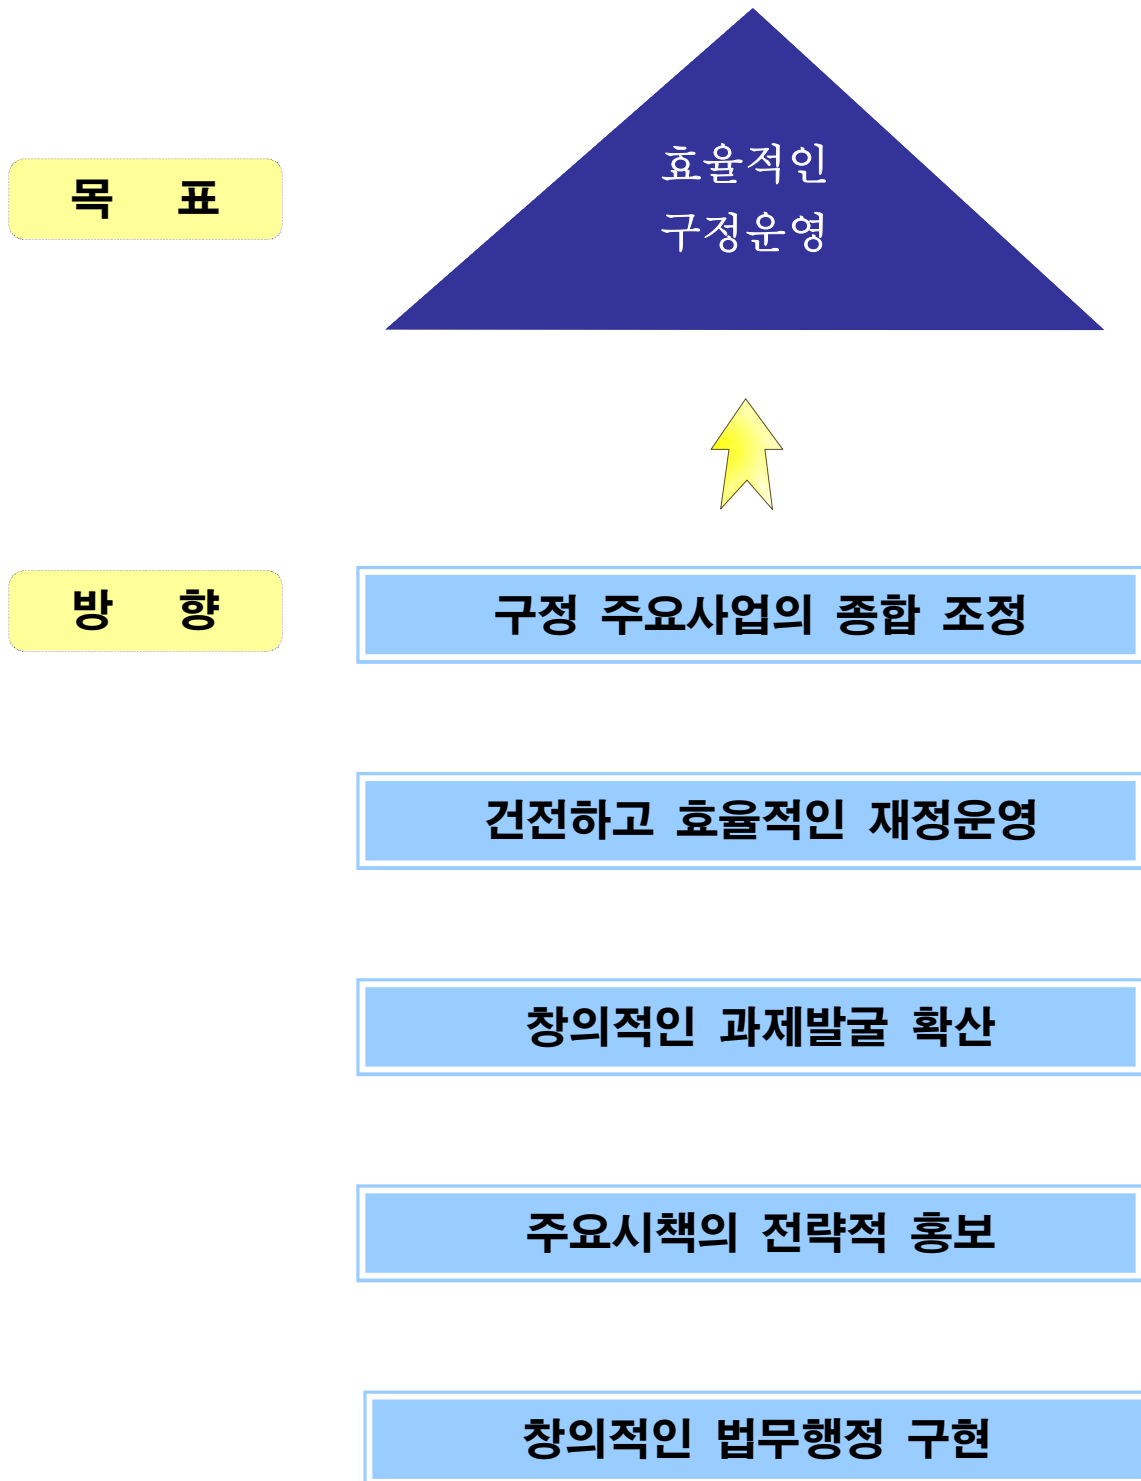 효율적인
구정운영
목 표
방 향
구정 주요사업의 종합 조정
건전하고 효율적인 재정운영
창의적인 과제발굴 확산
주요시책의 전략적 홍보
창의적인 법무행정 구현